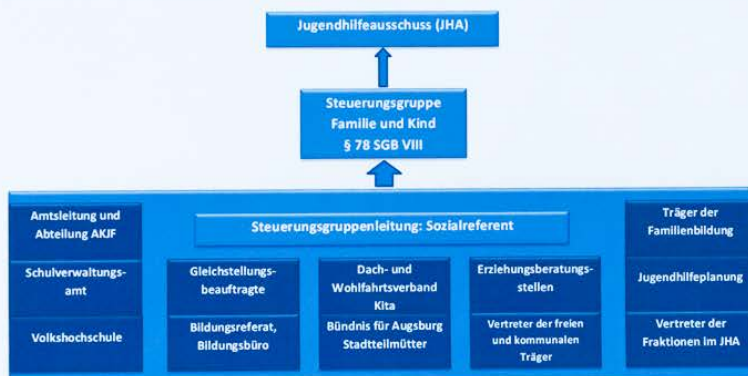 Jugendhilfeausschuss (JHA)
Steuerungsgruppe
Familie und Kind
§ 78 SGB VIII
Steuerungsgruppenleitung: Sozialreferent
Amtsleitung und
Abteilung AKJF
Schulverwaltungs-
amt
Volkshochschule
Gleichstellungs-
beauftragte
Bildungsreferat,
Bildungsbüro
Dach- und
Wohlfahrtsverband
Kita
Bündnis für Augsburg
Stadtteilmütter
Erziehungsberatungs-
stellen
Vertreter der freien
und kommunalen
Träger
Träger der
Familienbildung
Jugendhilfeplanung
Vertreter der
Fraktionen im JHA